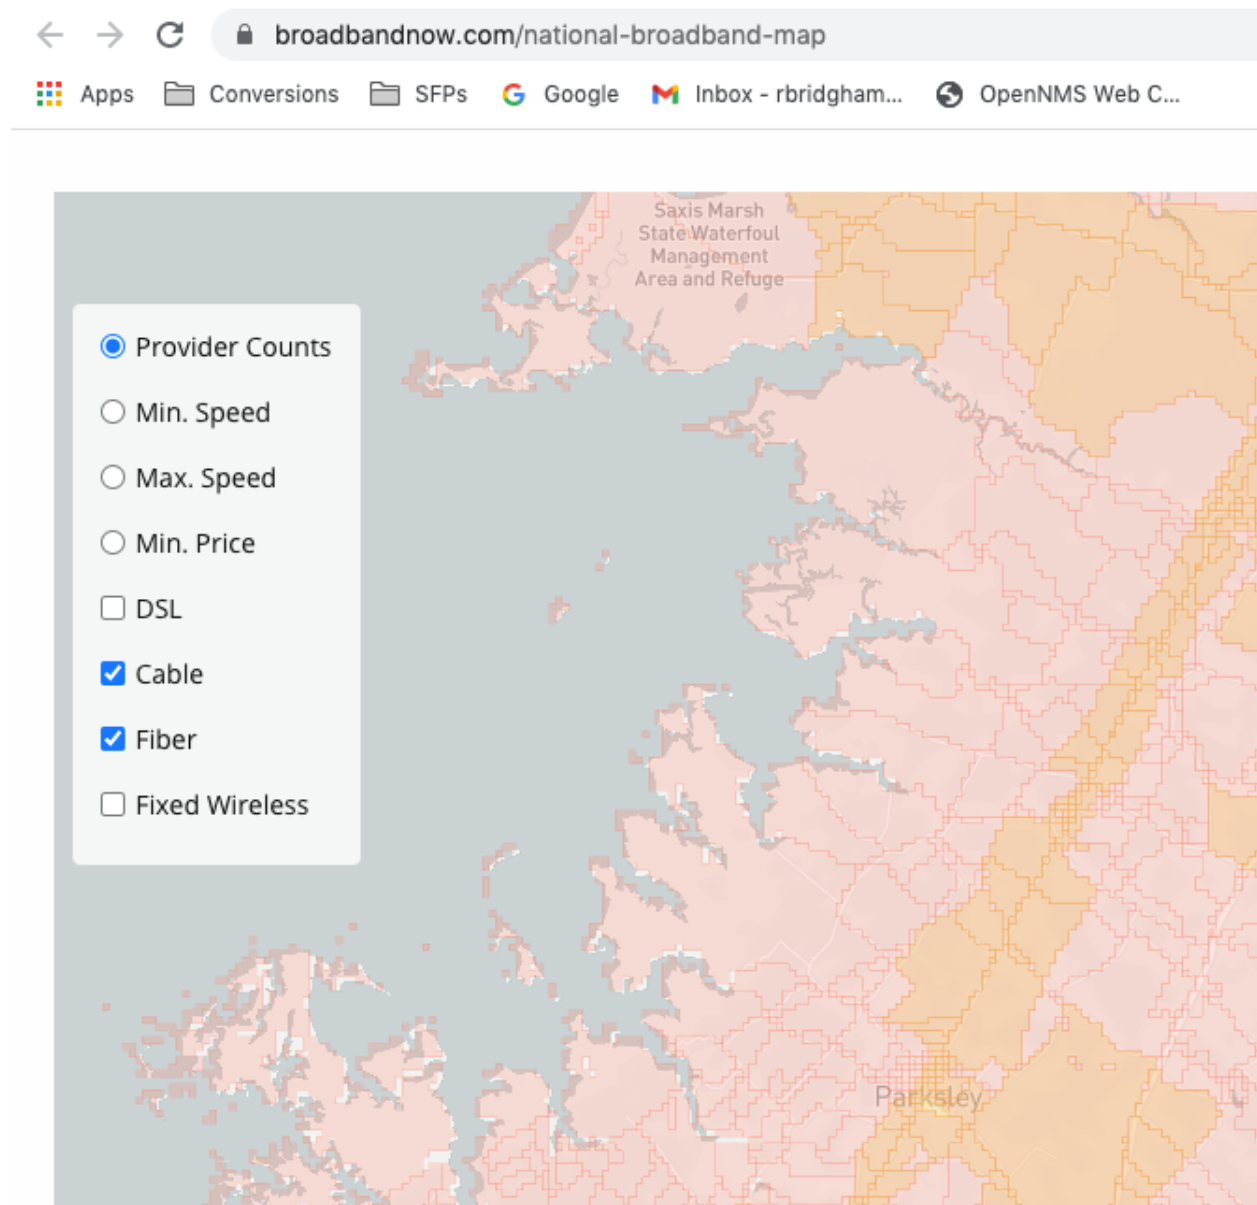 broadbandnow.com/national-broadband-map
Apps Conversions SFPs Google Inbox - rbridgham... OpenNMS Web C...
Saxis Marsh
State Waterfoul
Management
Area and Refuge
Provider Counts
Min. Speed
Max. Speed
Min. Price
DSL
Cable
Fiber
Fixed Wireless
Parksley